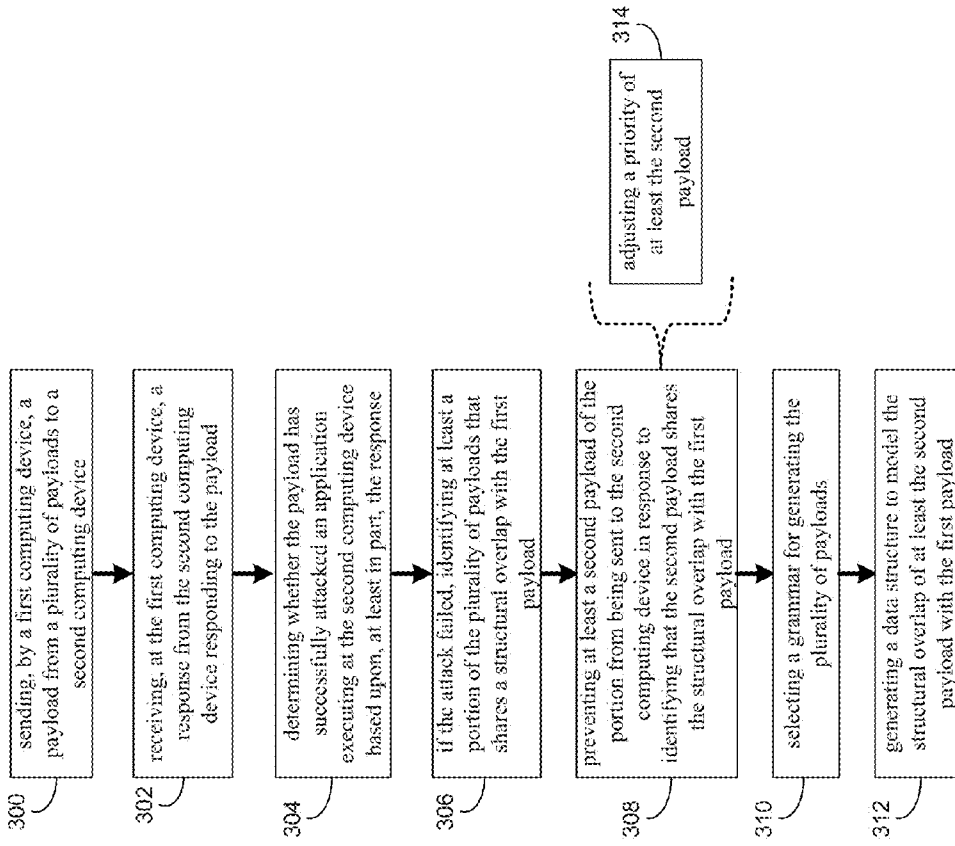 300
sending, by a first computing device, a
payload from a plurality of payloads to a
second computing device
302
receiving, at the first computing device, a
response from the second computing
device responding to the payload
304
determining whether the payload has
successfully attacked an application
executing at the second computing device
based upon, at least in part, the response
306
if the attack failed, identifying at least a
portion of the plurality of payloads that
shares a structural overlap with the first
payload
308
preventing at least a second payload of the
portion from being sent to the second
computing device in response to
identifying that the second payload shares
the structural overlap with the first
payload
314
adjusting a priority of
at least the second
payload
310
selecting a grammar for generating the
plurality of payloads
312
generating a data structure to model the
structural overlap of at least the second
payload with the first payload